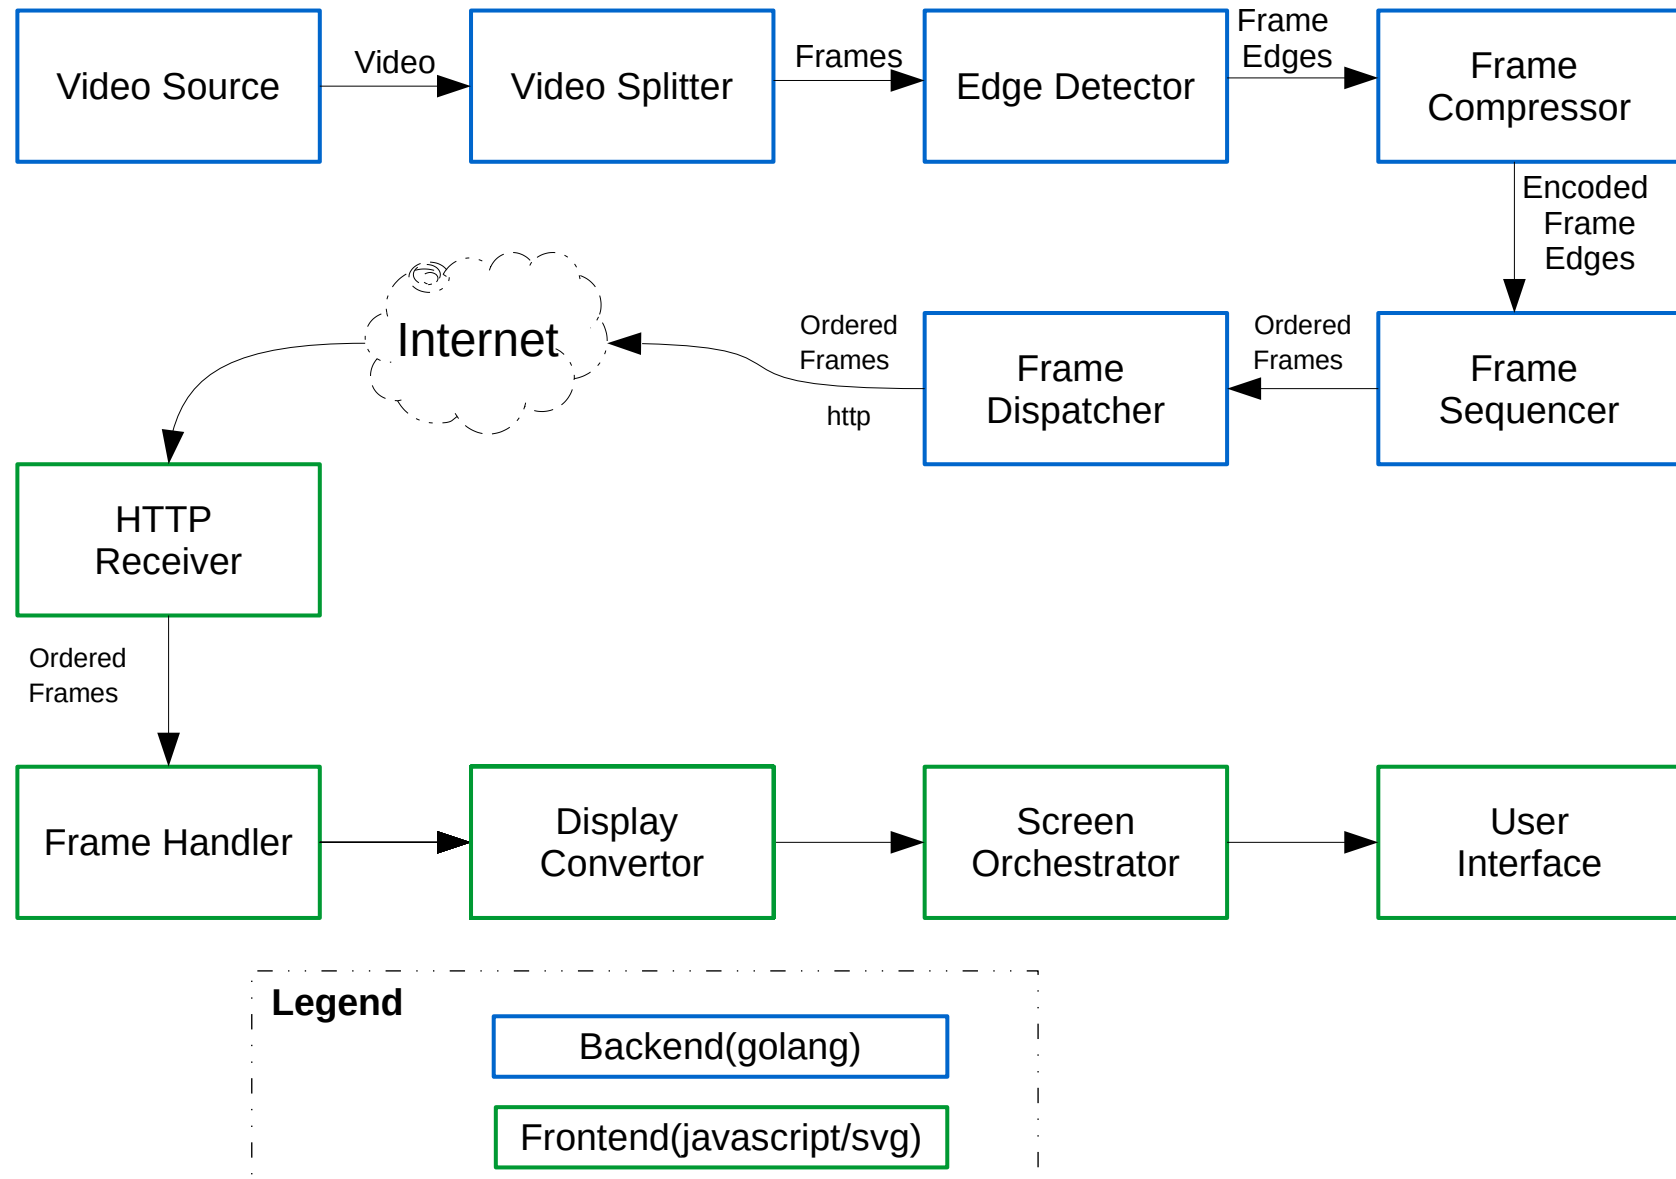 Video Source
Video
Video Splitter
Frames
Edge Detector
Frame
Edges
Frame
Compressor
Encoded
Frame
Edges
Internet
Ordered
Frames
http
Frame
Dispatcher
Ordered
Frames
Frame
Sequencer
HTTP
Receiver
Ordered
Frames
Frame Handler
Display
Convertor
Screen
Orchestrator
User
Interface
Legend
Backend(golang)
Frontend(javascript/svg)